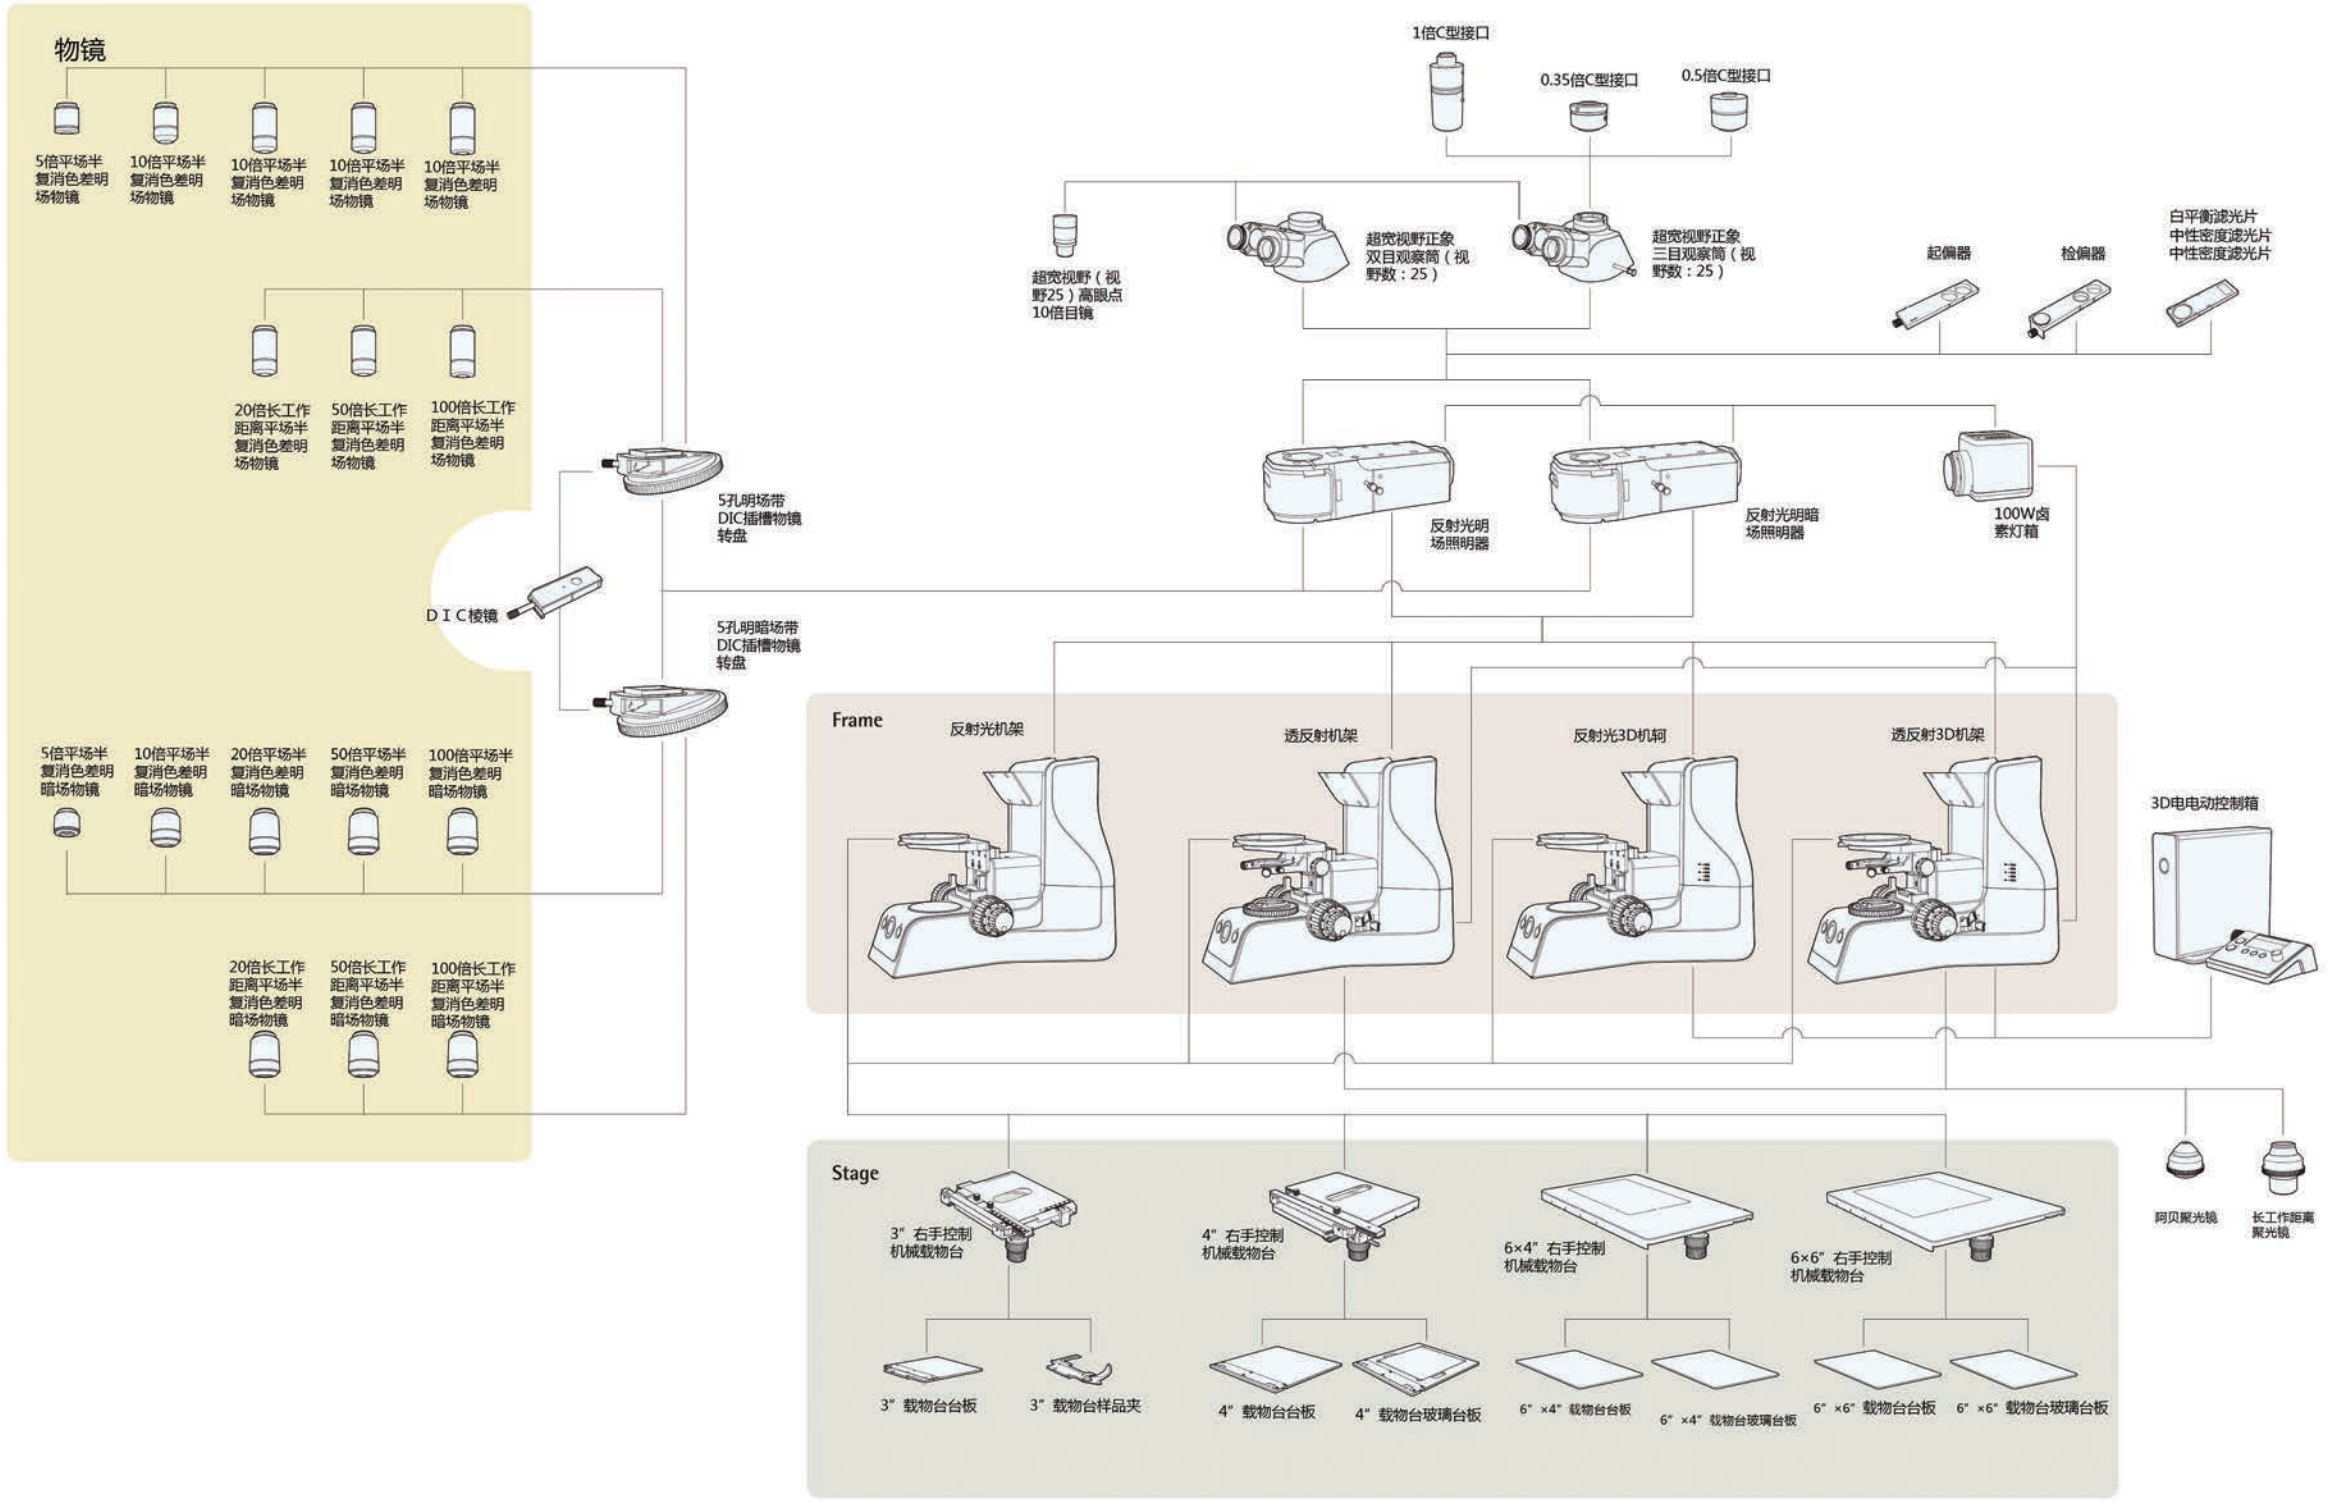 物镜
5倍平场半
复消色差明
场物镜
10倍平场半
复消色差明
场物镜
10倍平场半
复消色差明
场物镜
10倍平场半
复消色差明
场物镜
10倍平场半
复消色差明
场物镜
20倍长工作
距离平场半
复消色差明
场物镜
50倍长工作
距离平场半
复消色差明
场物镜
100倍长工作
距离平场半
复消色差明
场物镜
5孔明场带
DIC插槽物镜
转盘
DIC棱镜
5孔明暗场带
DIC插槽物镜
转盘
5倍平场半
复消色差明
暗场物镜
10倍平场半
复消色差明
暗场物镜
20倍平场半
复消色差明
暗场物镜
50倍平场半
复消色差明
暗场物镜
100倍平场半
复消色差明
暗场物镜
20倍长工作
距离平场半
复消色差明
暗场物镜
50倍长工作
距离平场半
复消色差明
暗场物镜
100倍长工作
距离平场半
复消色差明
暗场物镜
1倍C型接口
0.35倍C型接口
0.5倍C型接口
超宽视野（视
野25）高眼点
10倍目镜
超宽视野正象
双目观察筒（视
野数：25）
超宽视野正象
三目观察筒（视
野数：25）
起偏器
检偏器
白平衡滤光片
中性密度滤光片
中性密度滤光片
反射光明
场照明器
反射光明暗
场照明器
100W卤
素灯箱
Frame
反射光机架
透反射机架
反射光3D机轲
透反射3D机架
3D电电动控制箱
阿贝聚光镜
长工作距离
聚光镜
Stage
3″ 右手控制
机械载物台
4″ 右手控制
机械载物台
6×4″ 右手控制
机械载物台
6×6″ 右手控制
机械载物台
3″ 载物台台板
3″ 载物台样品夹
4″ 载物台台板
4″ 载物台玻璃台板
6″ ×4″ 载物台台板
6″ ×4″ 载物台玻璃台板
6″ ×6″ 载物台台板
6″ ×6″ 载物台玻璃台板